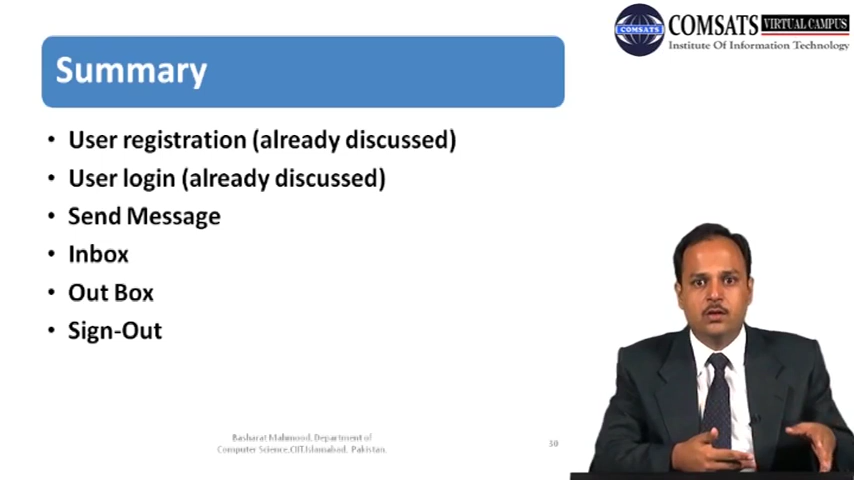 COMSATS VIRTUAL CAMPUS
COMSATS
Institute Of Information Technology
Summary
• User registration (already discussed)
• User login (already discussed)
• Send Message
• Inbox
• Out Box
• Sign-Out
Basharat Mahmood, Department of
Computer Science,CIIT,Islamabad, Pakistan.
30